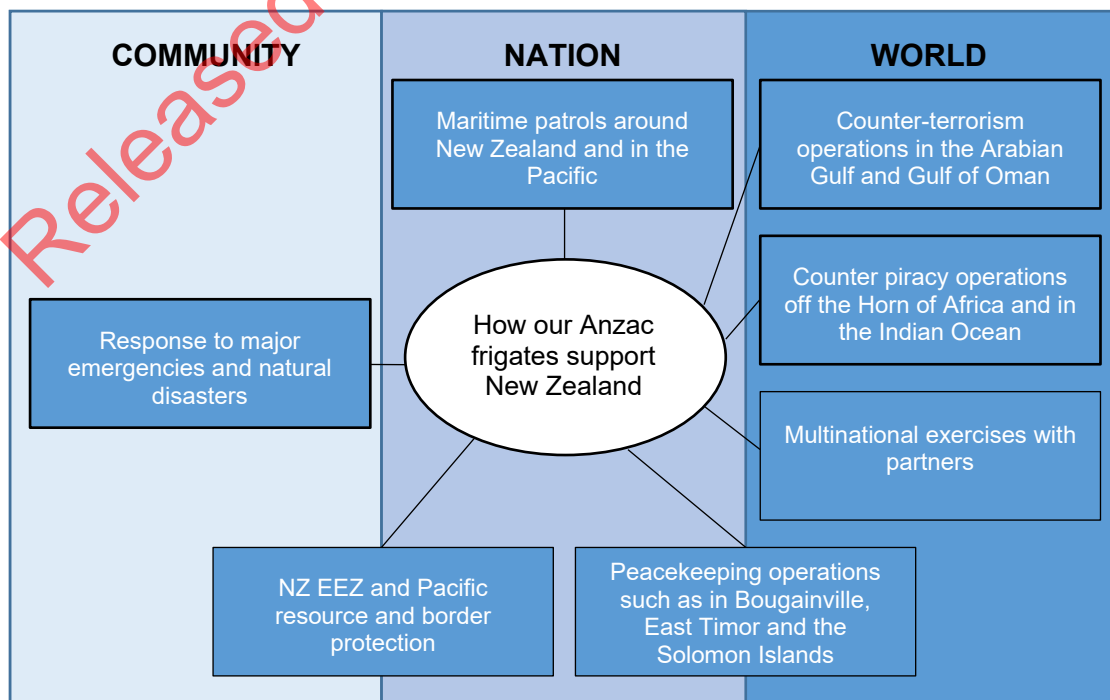 Released
COMMUNITY
NATION
WORLD
Maritime patrols around
New Zealand and in the
Pacific
Counter-terrorism
operations in the Arabian
Gulf and Gulf of Oman
Counter piracy operations
off the Horn of Africa and in
the Indian Ocean
Response to major
emergencies and natural
disasters
How our Anzac
frigates support
New Zealand
Multinational exercises with
partners
NZ EEZ and Pacific
resource and border
protection
Peacekeeping operations
such as in Bougainville,
East Timor and the
Solomon Islands